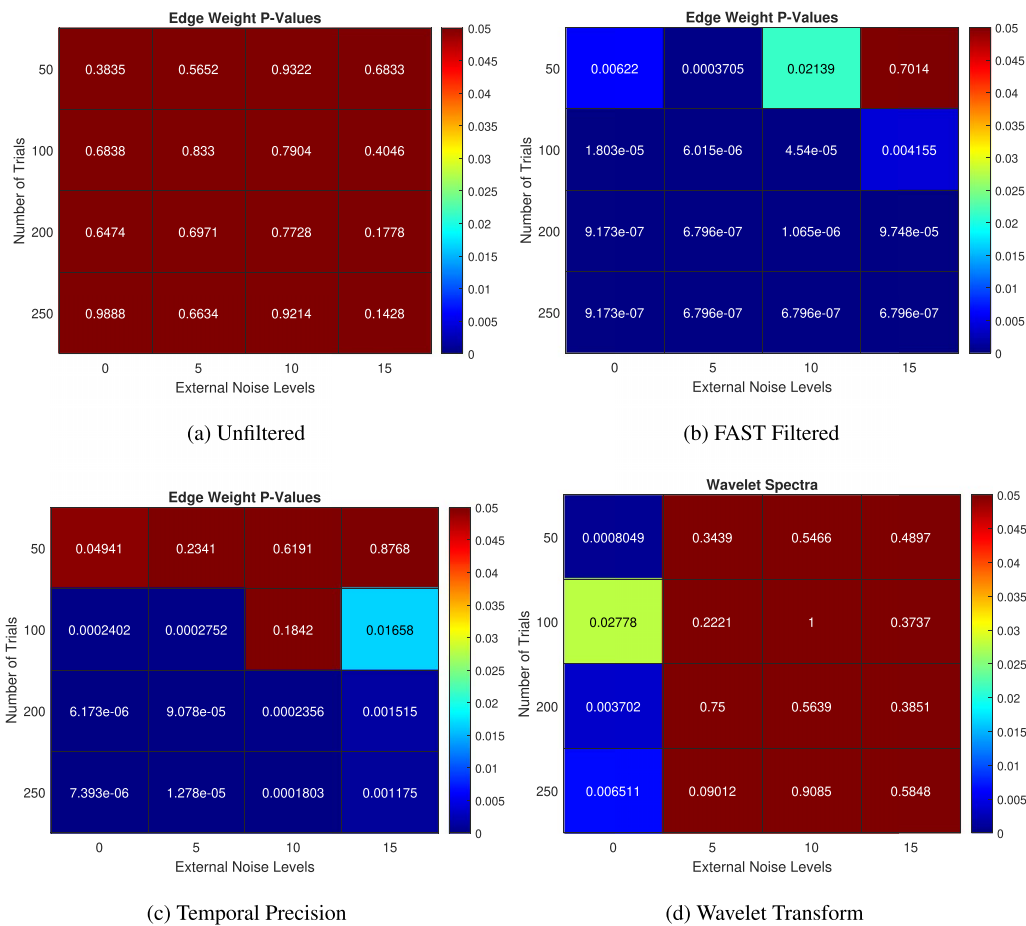 Edge Weight P-Values
Number of Trials
50 0.3835 0.5652 0.9322 0.6833
100 0.6838 0.833 0.7904 0.4046
200 0.6474 0.6971 0.7728 0.1778
250 0.9888 0.6634 0.9214 0.1428
0 5 10 15
External Noise Levels
0.05
0.045
0.04
0.035
0.03
0.025
0.02
0.015
0.01
0.005
0
(a) Unfiltered
Edge Weight P-Values
Number of Trials
50 0.00622 0.0003705 0.02139 0.7014
100 1.803e-05 6.015e-06 4.54e-05 0.004155
200 9.173e-07 6.796e-07 1.065e-06 9.748e-05
250 9.173e-07 6.796e-07 6.796e-07 6.796e-07
0 5 10 15
External Noise Levels
0.05
0.045
0.04
0.035
0.03
0.025
0.02
0.015
0.01
0.005
0
(b) FAST Filtered
Edge Weight P-Values
Number of Trials
50 0.04941 0.2341 0.6191 0.8768
100 0.0002402 0.0002752 0.1842 0.01658
200 6.173e-06 9.078e-05 0.0002356 0.001515
250 7.393e-06 1.278e-05 0.0001803 0.001175
0 5 10 15
External Noise Levels
0.05
0.045
0.04
0.035
0.03
0.025
0.02
0.015
0.01
0.005
0
(c) Temporal Precision
Wavelet Spectra
Number of Trials
50 0.0008049 0.3439 0.5466 0.4897
100 0.02778 0.2221 1 0.3737
200 0.003702 0.75 0.5639 0.3851
250 0.006511 0.09012 0.9085 0.5848
0 5 10 15
External Noise Levels
0.05
0.045
0.04
0.035
0.03
0.025
0.02
0.015
0.01
0.005
0
(d) Wavelet Transform